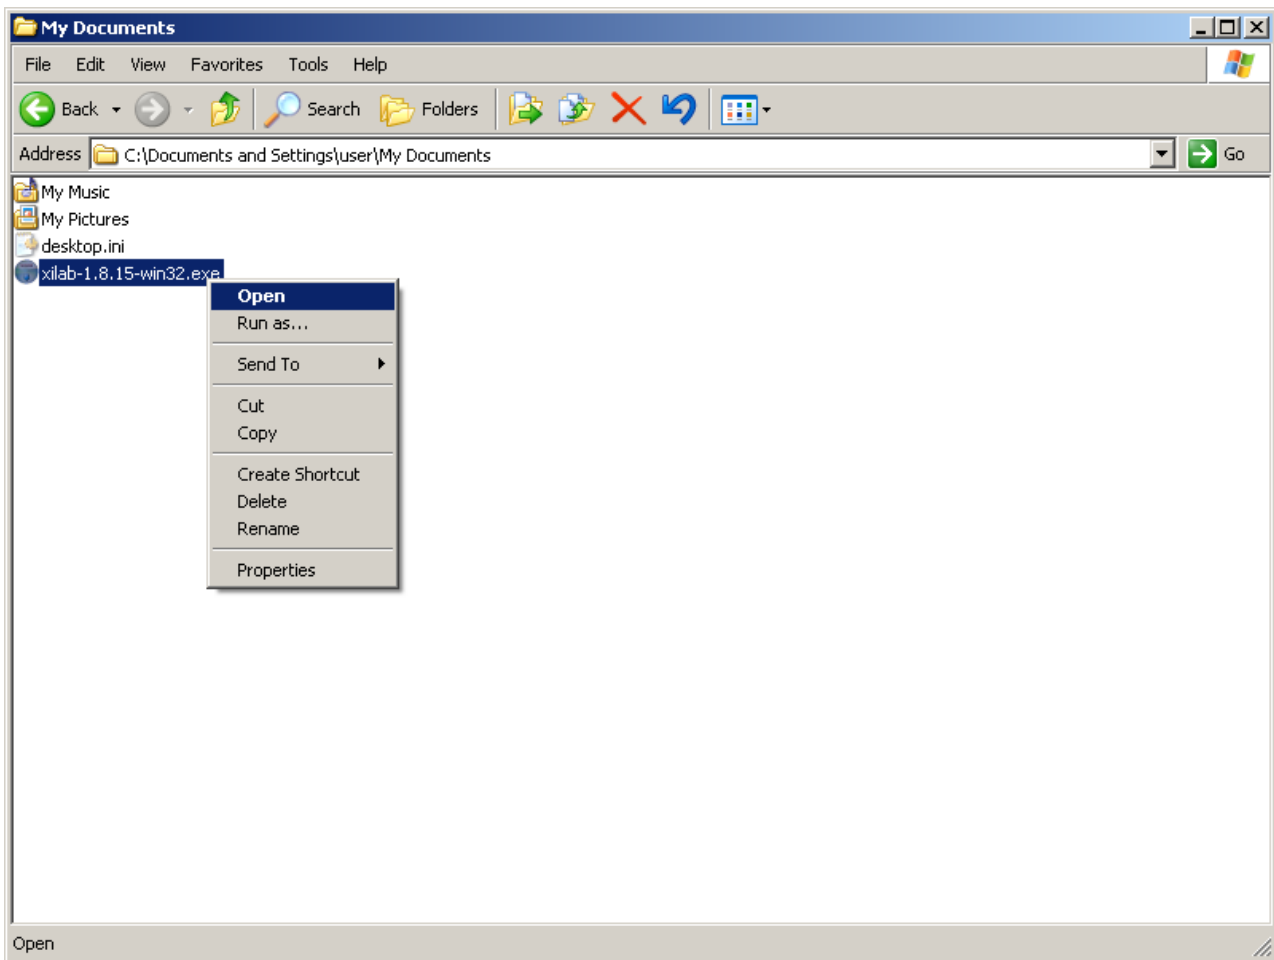 My Documents
File Edit View Favorites Tools Help
Back Search Folders
Address C:\Documents and Settings\user\My Documents Go
My Music
My Pictures
desktop.ini
xilab-1.8.15-win32.exe
Open
Run as...
Send To
Cut
Copy
Create Shortcut
Delete
Rename
Properties
Open